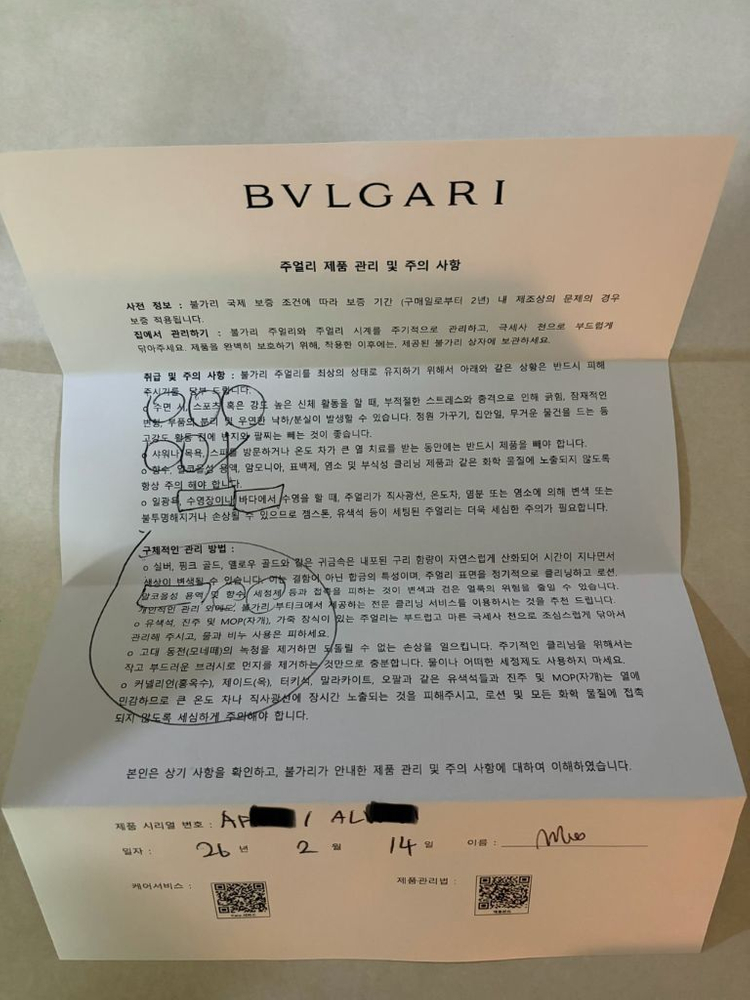 BVLGARI
주얼리 제품 관리 및 주의 사항
사전 정보 : 불가리 국제 보증 조건에 따라 보증 기간 (구매일로부터 2년) 내 제조상의 문제의 경우
보증 적용됩니다.
집에서 관리하기 : 불가리 주얼리와 주얼리 시계를 주기적으로 관리하고, 극세사 천으로 부드럽게
닦아주세요. 제품을 완벽히 보호하기 위해, 착용한 이후에는, 제공된 불가리 상자에 보관하세요.
취급 및 주의 사항 : 불가리 주얼리를 최상의 상태로 유지하기 위해서 아래와 같은 상황은 반드시 피해
주시기를 당부 드립니다.
o 수면 시, 스포츠 혹은 강도 높은 신체 활동을 할 때, 부적절한 스트레스와 충격으로 인해 긁힘, 잠재적인
변형, 부품의 분리 및 우연한 낙하/분실이 발생할 수 있습니다. 정원 가꾸기, 집안일, 무거운 물건을 드는 등
고강도 활동 전에 반지와 팔찌는 빼는 것이 좋습니다.
o 샤워나 목욕, 스파를 방문하거나 온도 차가 큰 열 치료를 받는 동안에는 반드시 제품을 빼야 합니다.
o 향수, 알코올성 용액, 암모니아, 표백제, 염소 및 부식성 클리닝 제품과 같은 화학 물질에 노출되지 않도록
항상 주의 해야 합니다.
o 일광욕, 수영장이나 바다에서 수영을 할 때, 주얼리가 직사광선, 온도차, 염분 또는 염소에 의해 변색 또는
불투명해지거나 손상될 수 있으므로 젬스톤, 유색석 등이 세팅된 주얼리는 더욱 세심한 주의가 필요합니다.
구체적인 관리 방법 :
o 실버, 핑크 골드, 옐로우 골드와 같은 귀금속은 내포된 구리 함량이 자연스럽게 산화되어 시간이 지나면서
색상이 변색될 수 있습니다. 이는 결함이 아닌 합금의 특성이며, 주얼리 표면을 정기적으로 클리닝하고 로션,
알코올성 용액 및 향수, 세정제 등과 접촉을 피하는 것이 변색과 검은 얼룩의 위험을 줄일 수 있습니다.
개인적인 관리 외에도, 불가리 부티크에서 제공하는 전문 클리닝 서비스를 이용하시는 것을 추천 드립니다.
o 유색석, 진주 및 MOP(자개), 가죽 장식이 있는 주얼리는 부드럽고 마른 극세사 천으로 조심스럽게 닦아서
관리해 주시고, 물과 비누 사용은 피하세요.
o 고대 동전(모네떼)의 녹청을 제거하면 되돌릴 수 없는 손상을 일으킵니다. 주기적인 클리닝을 위해서는
작고 부드러운 브러시로 먼지를 제거하는 것만으로 충분합니다. 물이나 어떠한 세정제도 사용하지 마세요.
o 커넬리언(홍옥수), 제이드(옥), 터키석, 말라카이트, 오팔과 같은 유색석들과 진주 및 MOP(자개)는 열에
민감하므로 큰 온도 차나 직사광선에 장시간 노출되는 것을 피해주시고, 로션 및 모든 화학 물질에 접촉
되지 않도록 세심하게 주의해야 합니다.
본인은 상기 사항을 확인하고, 불가리가 안내한 제품 관리 및 주의 사항에 대하여 이해하였습니다.
제품 시리얼 번호 : AP / AL
일자 : 26 년 2 월 14 일 이름 :
케어서비스 : 제품관리법 :